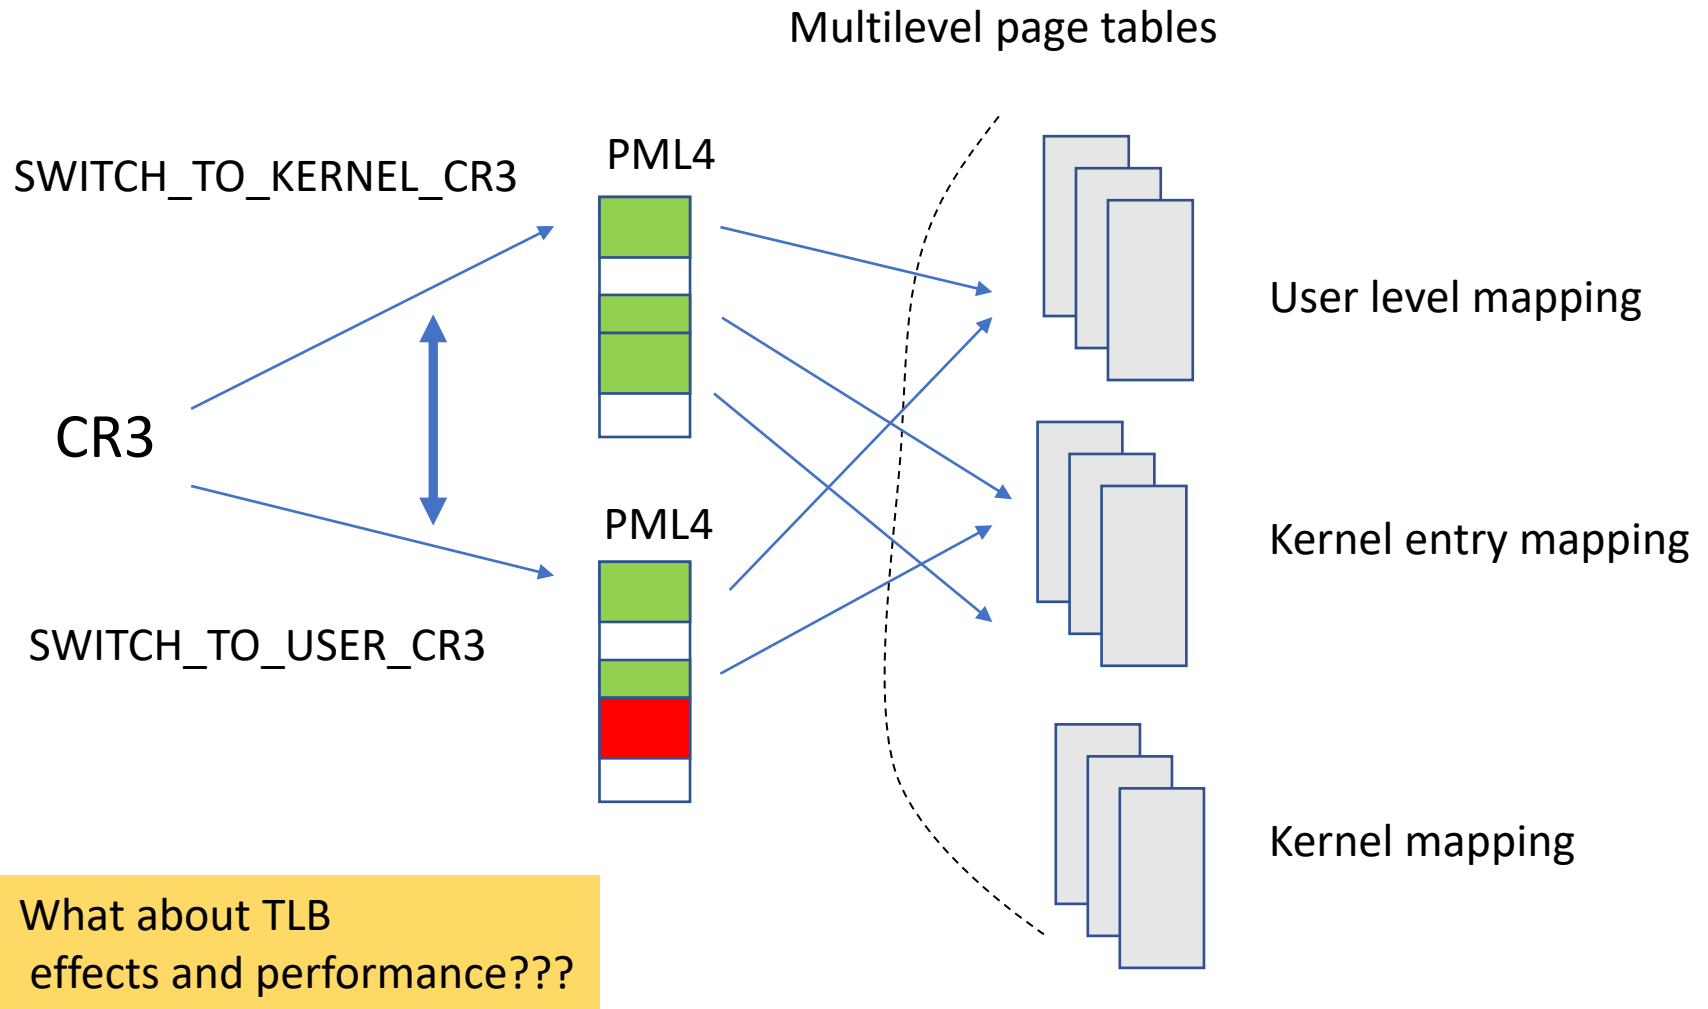 Multilevel page tables
SWITCH_TO_KERNEL_CR3
PML4
User level mapping
CR3
PML4
Kernel entry mapping
SWITCH_TO_USER_CR3
Kernel mapping
What about TLB
effects and performance???